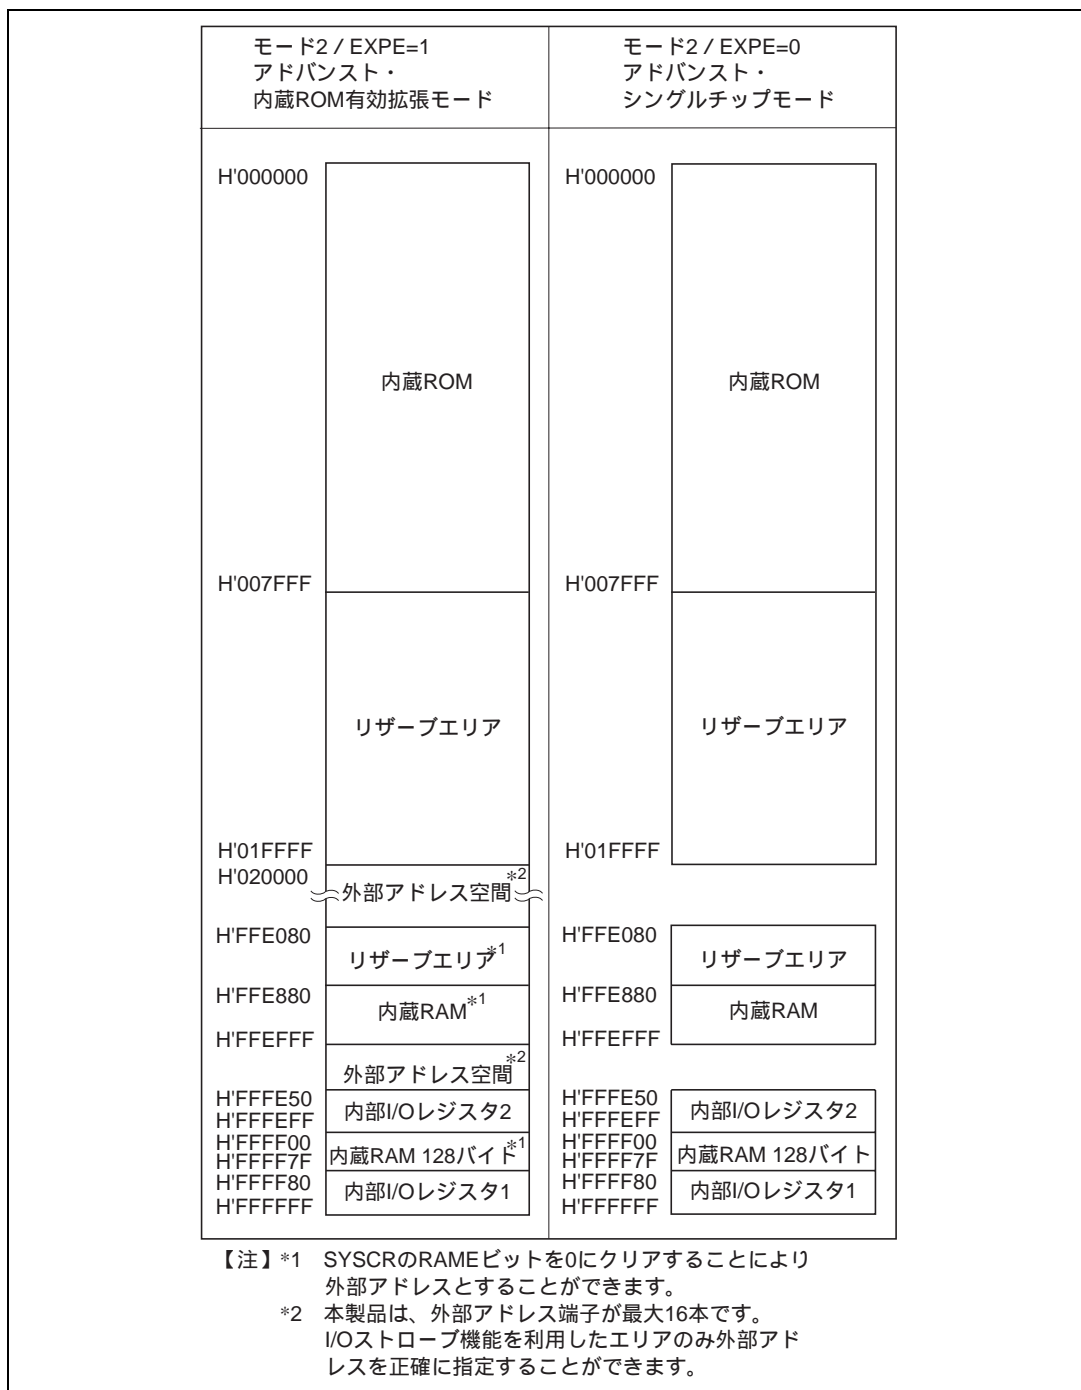 モード2 / EXPE=1
アドバンスト・
内蔵ROM有効拡張モード
モード2 / EXPE=0
アドバンスト・
シングルチップモード
H'000000
内蔵ROM
H'007FFF
リザーブエリア
H'01FFFF
H'020000
外部アドレス空間*2
H'FFE080
リザーブエリア*1
H'FFE880
内蔵RAM*1
H'FFEFFF
外部アドレス空間*2
H'FFFE50
内部I/Oレジスタ2
H'FFFEFF
H'FFFF00
内蔵RAM 128バイト*1
H'FFFF7F
H'FFFF80
内部I/Oレジスタ1
H'FFFFFF
H'000000
内蔵ROM
H'007FFF
リザーブエリア
H'01FFFF
H'FFE080
リザーブエリア
H'FFE880
内蔵RAM
H'FFEFFF
H'FFFE50
内部I/Oレジスタ2
H'FFFEFF
H'FFFF00
内蔵RAM 128バイト
H'FFFF7F
H'FFFF80
内部I/Oレジスタ1
H'FFFFFF
【注】*1 SYSCRのRAMEビットを0にクリアすることにより
外部アドレスとすることができます。
*2 本製品は、外部アドレス端子が最大16本です。
I/Oストローブ機能を利用したエリアのみ外部アド
レスを正確に指定することができます。